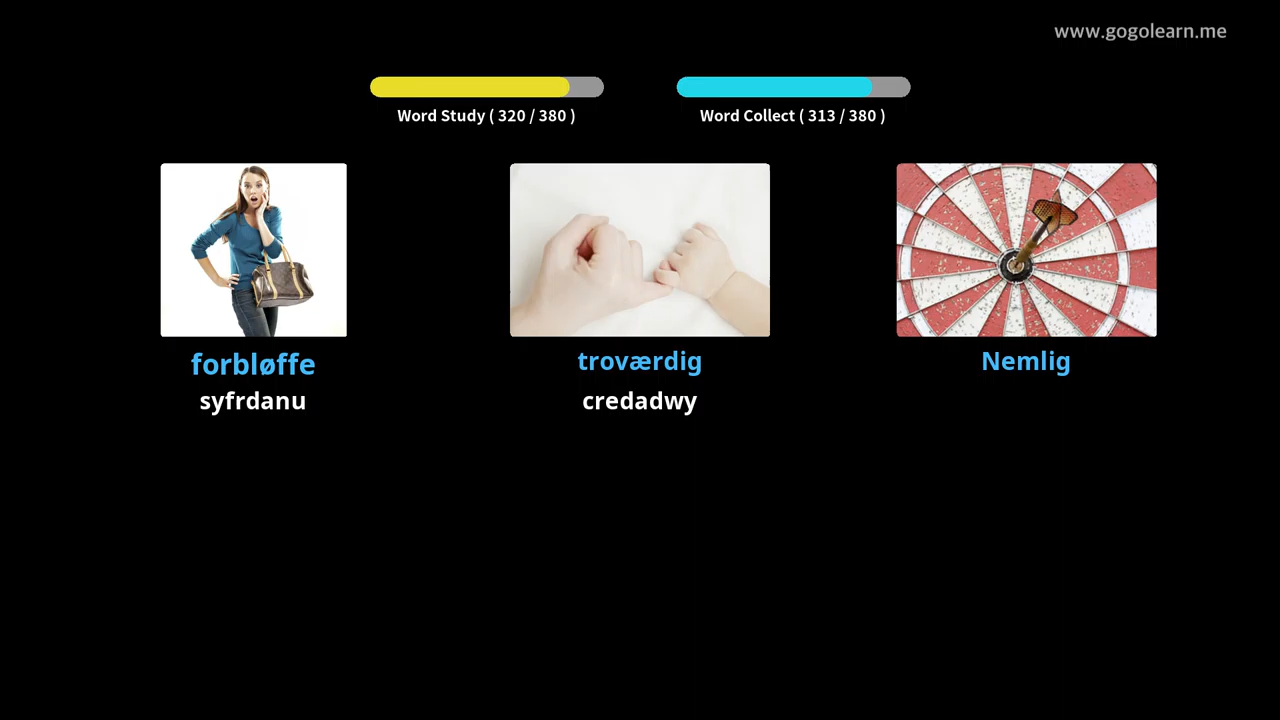 www.gogolearn.me
Word Study ( 320 / 380 )
Word Collect ( 313 / 380 )
forbløffe
troværdig
Nemlig
syfrdanu
credadwy